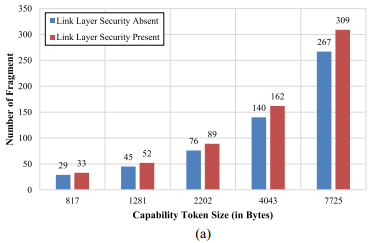 350
300
250
200
150
100
50
0
Number of Fragment
Link Layer Security Absent
Link Layer Security Present
29 33
45 52
76 89
140 162
267 309
817 1281 2202 4043 7725
Capability Token Size (in Bytes)
(a)